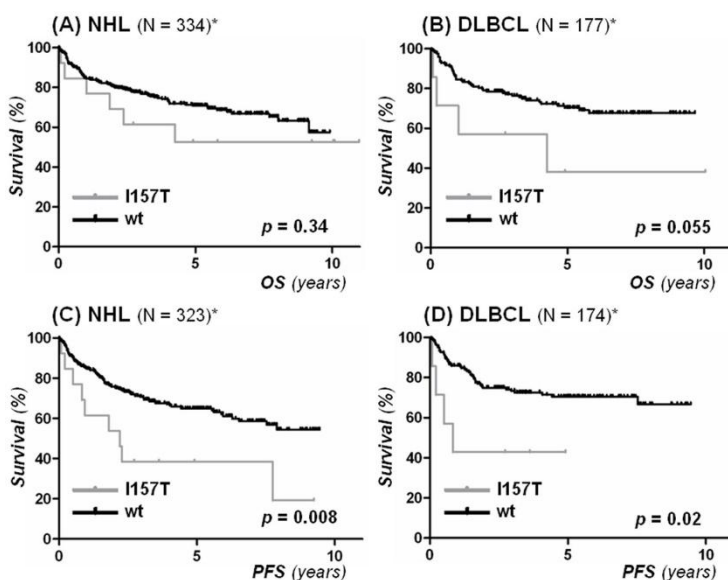 (A) NHL (N = 334)*
Survival (%)
100
80
60
40
20
0
I157T
wt
p = 0.34
0
5
10
OS (years)
(B) DLBCL (N = 177)*
Survival (%)
100
80
60
40
20
0
I157T
wt
p = 0.055
0
5
10
OS (years)
(C) NHL (N = 323)*
Survival (%)
100
80
60
40
20
0
I157T
wt
p = 0.008
0
5
10
PFS (years)
(D) DLBCL (N = 174)*
Survival (%)
100
80
60
40
20
0
I157T
wt
p = 0.02
0
5
10
PFS (years)